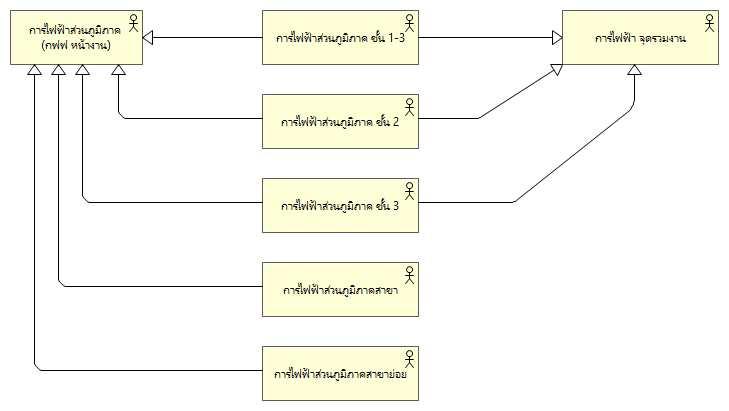 การไฟฟ้าส่วนภูมิภาค
(กฟฟ หน้างาน)
การไฟฟ้าส่วนภูมิภาค ชั้น 1-3
การไฟฟ้า จุดรวมงาน
การไฟฟ้าส่วนภูมิภาค ชั้น 2
การไฟฟ้าส่วนภูมิภาค ชั้น 3
การไฟฟ้าส่วนภูมิภาคสาขา
การไฟฟ้าส่วนภูมิภาคสาขาย่อย